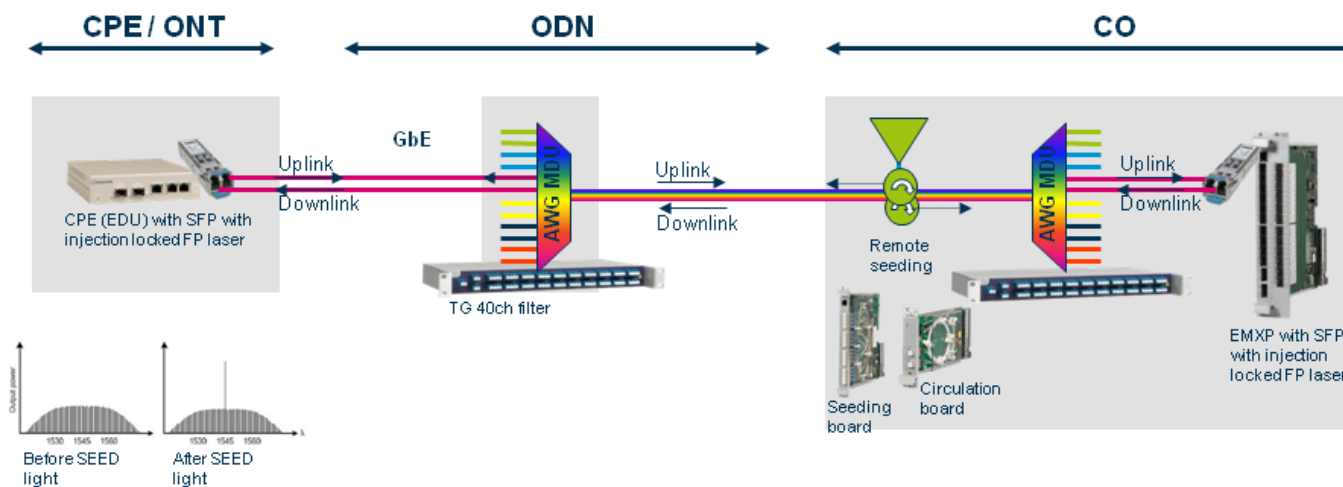 CPE / ONT
ODN
CO
GbE
Uplink
Downlink
CPE (EDU) with SFP with
injection locked FP laser
AWG MDU
TG 40ch filter
Uplink
Downlink
Remote
seeding
AWG MDU
Uplink
Downlink
EMXP with SFP
with injection
locked FP laser
Seeding
board
Circulation
board
Output power
1530 1545 1560
Before SEED
light
1530 1545 1560
λ
After SEED
light